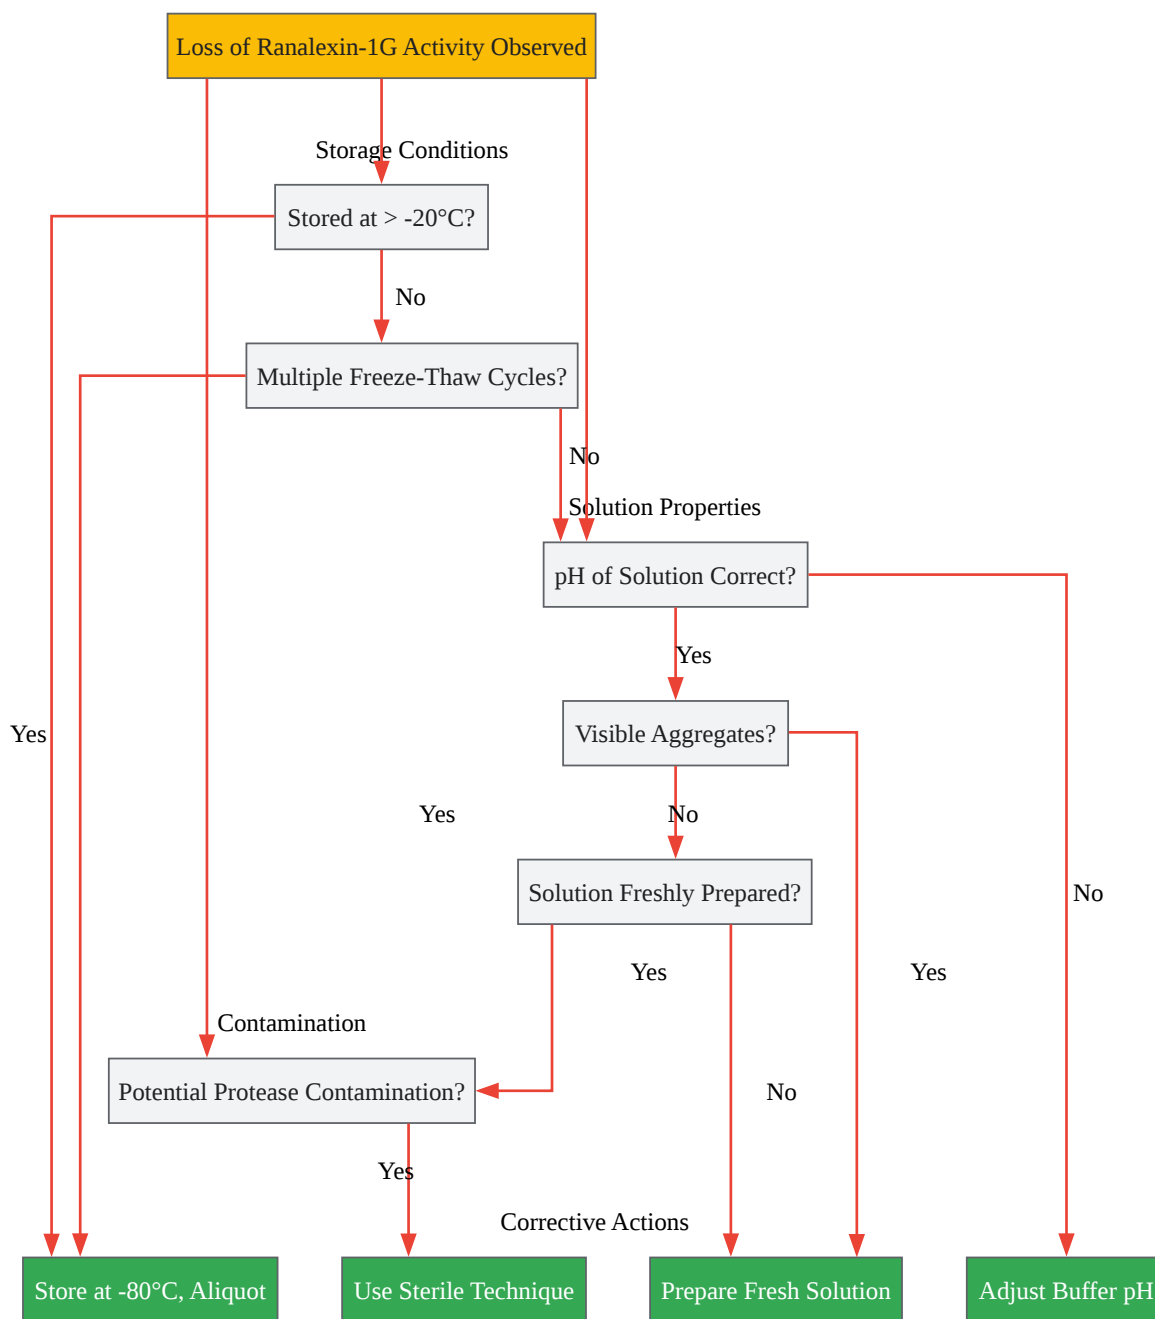 Loss of Ranalexin-1G Activity Observed
Storage Conditions
Stored at > -20°C?
No
Multiple Freeze-Thaw Cycles?
No
Solution Properties
pH of Solution Correct?
Yes
Yes
Visible Aggregates?
Yes
No
Solution Freshly Prepared?
No
Yes
Yes
Contamination
Potential Protease Contamination?
No
Yes
Corrective Actions
Store at -80°C, Aliquot
Use Sterile Technique
Prepare Fresh Solution
Adjust Buffer pH